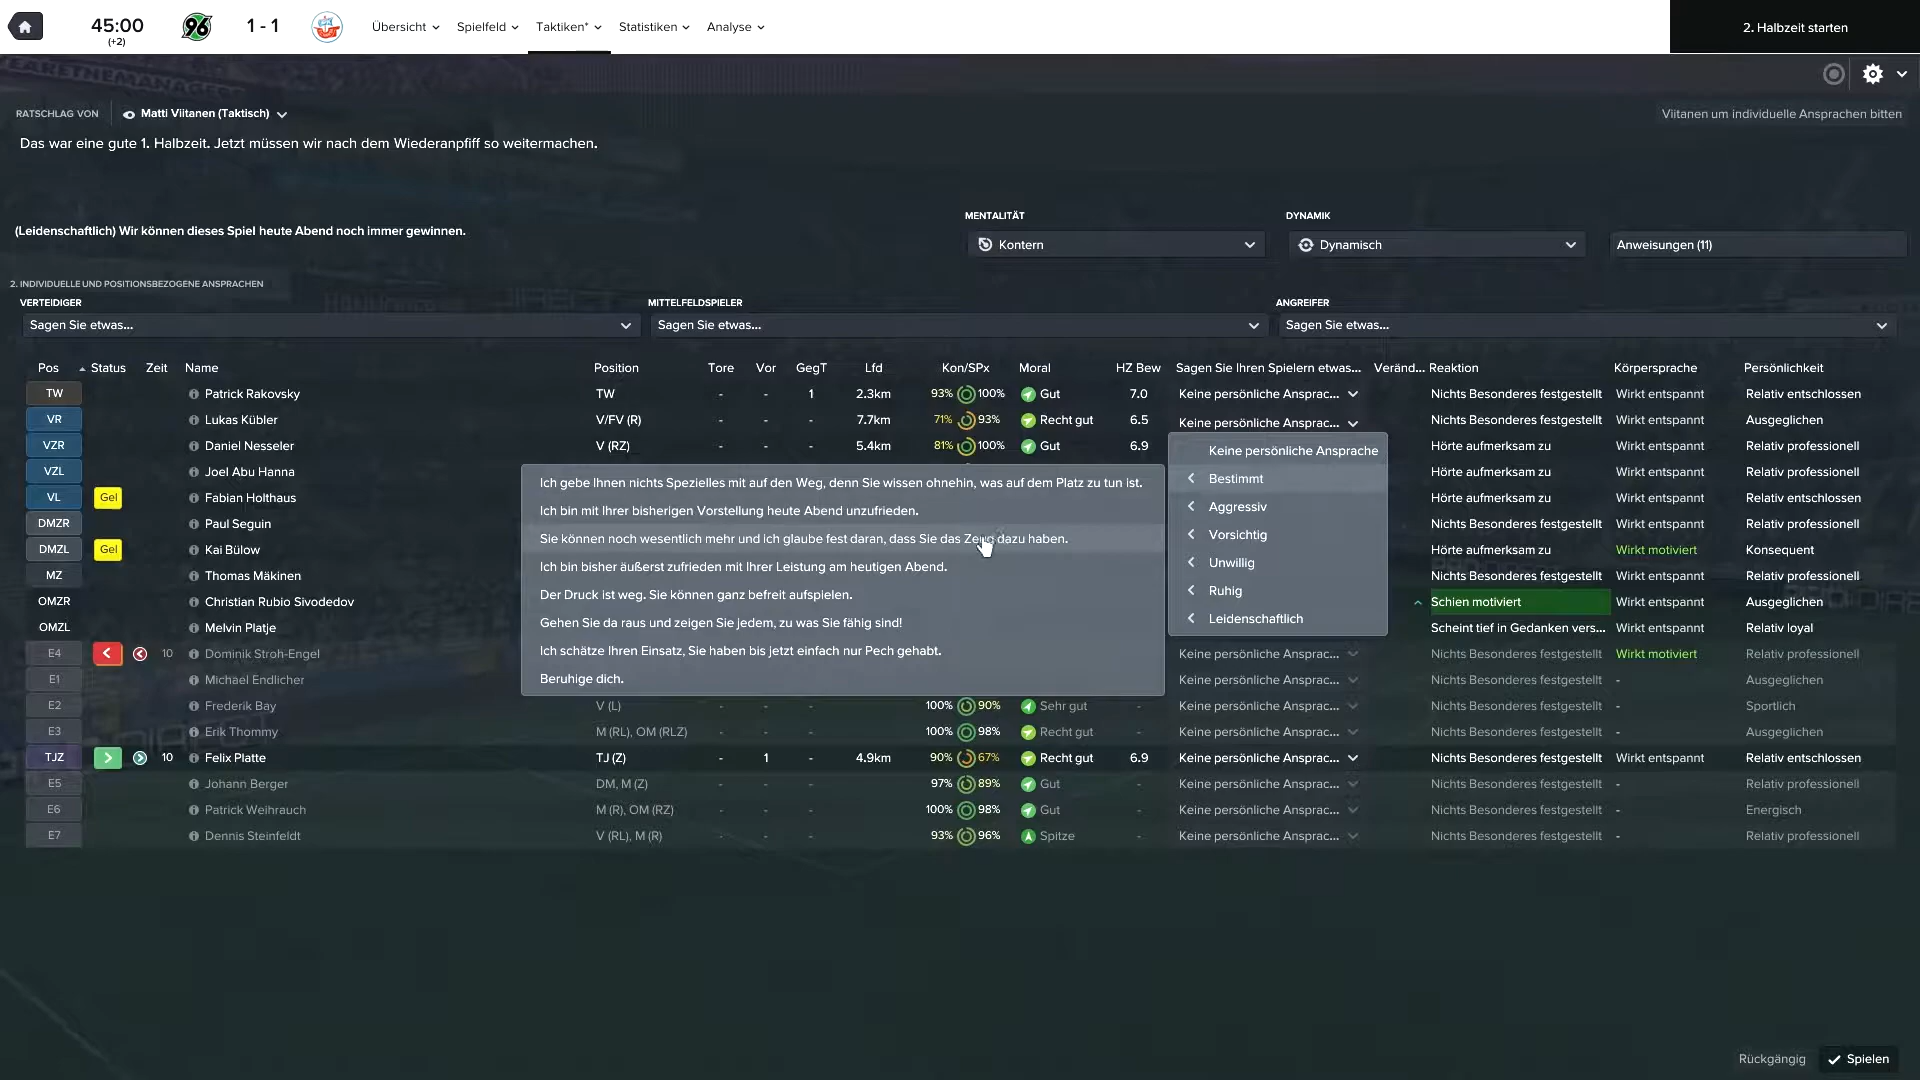 45:00
(+2)
96
1 - 1
Übersicht
Spielfeld
Taktiken*
Statistiken
Analyse
2. Halbzeit starten
RATSCHLAG VON
Matti Viitanen (Taktisch)
Viitanen um individuelle Ansprachen bitten
Das war eine gute 1. Halbzeit. Jetzt müssen wir nach dem Wiederanpfiff so weitermachen.
(Leidenschaftlich) Wir können dieses Spiel heute Abend noch immer gewinnen.
MENTALITÄT
Kontern
DYNAMIK
Dynamisch
Anweisungen (11)
2. INDIVIDUELLE UND POSITIONSBEZOGENE ANSPRACHEN
VERTEIDIGER
MITTELFELDSPIELER
ANGREIFER
Sagen Sie etwas...
Sagen Sie etwas...
Sagen Sie etwas...
Pos Status Zeit Name Position Tore Vor GegT Lfd Kon/SPx Moral HZ Bew Sagen Sie Ihren Spielern etwas... Veränd... Reaktion Körpersprache Persönlichkeit
TW Patrick Rakovsky TW - - 1 2.3km 93% 100% Gut 7.0 Keine persönliche Ansprac... Nichts Besonderes festgestellt Wirkt entspannt Relativ entschlossen
VR Lukas Kübler V/FV (R) - - - 7.7km 71% 93% Recht gut 6.5 Keine persönliche Ansprac... Nichts Besonderes festgestellt Wirkt entspannt Ausgeglichen
VZR Daniel Nesseler V (RZ) - - - 5.4km 81% 100% Gut 6.9 Hörte aufmerksam zu Wirkt entspannt Relativ professionell
VZL Joel Abu Hanna Hörte aufmerksam zu Wirkt entspannt Relativ professionell
VL Gel Fabian Holthaus Hörte aufmerksam zu Wirkt entspannt Relativ entschlossen
DMZR Paul Seguin Nichts Besonderes festgestellt Wirkt entspannt Relativ professionell
DMZL Gel Kai Bülow Hörte aufmerksam zu Wirkt motiviert Konsequent
MZ Thomas Mäkinen Nichts Besonderes festgestellt Wirkt entspannt Relativ professionell
OMZR Christian Rubio Sivodedov Schien motiviert Wirkt entspannt Ausgeglichen
OMZL Melvin Platje Scheint tief in Gedanken vers... Wirkt entspannt Relativ loyal
E4 10 Dominik Stroh-Engel Keine persönliche Ansprac... Nichts Besonderes festgestellt Wirkt motiviert Relativ professionell
E1 Michael Endlicher Keine persönliche Ansprac... Nichts Besonderes festgestellt - Ausgeglichen
E2 Frederik Bay V (L) - - - 100% 90% Sehr gut - Keine persönliche Ansprac... Nichts Besonderes festgestellt - Sportlich
E3 Erik Thommy M (RL), OM (RLZ) - - - 100% 98% Recht gut - Keine persönliche Ansprac... Nichts Besonderes festgestellt - Ausgeglichen
TJZ 10 Felix Platte TJ (Z) - 1 - 4.9km 90% 67% Recht gut 6.9 Keine persönliche Ansprac... Nichts Besonderes festgestellt Wirkt entspannt Relativ entschlossen
E5 Johann Berger DM, M (Z) - - - 97% 89% Gut - Keine persönliche Ansprac... Nichts Besonderes festgestellt - Relativ professionell
E6 Patrick Weihrauch M (R), OM (RZ) - - - 100% 98% Gut - Keine persönliche Ansprac... Nichts Besonderes festgestellt - Energisch
E7 Dennis Steinfeldt V (RL), M (R) - - - 93% 96% Spitze - Keine persönliche Ansprac... Nichts Besonderes festgestellt - Relativ professionell
Keine persönliche Ansprache
Bestimmt
Aggressiv
Vorsichtig
Unwillig
Ruhig
Leidenschaftlich
Ich gebe Ihnen nichts Spezielles mit auf den Weg, denn Sie wissen ohnehin, was auf dem Platz zu tun ist.
Ich bin mit Ihrer bisherigen Vorstellung heute Abend unzufrieden.
Sie können noch wesentlich mehr und ich glaube fest daran, dass Sie das Zeug dazu haben.
Ich bin bisher äußerst zufrieden mit Ihrer Leistung am heutigen Abend.
Der Druck ist weg. Sie können ganz befreit aufspielen.
Gehen Sie da raus und zeigen Sie jedem, zu was Sie fähig sind!
Ich schätze Ihren Einsatz, Sie haben bis jetzt einfach nur Pech gehabt.
Beruhige dich.
Rückgängig
Spielen